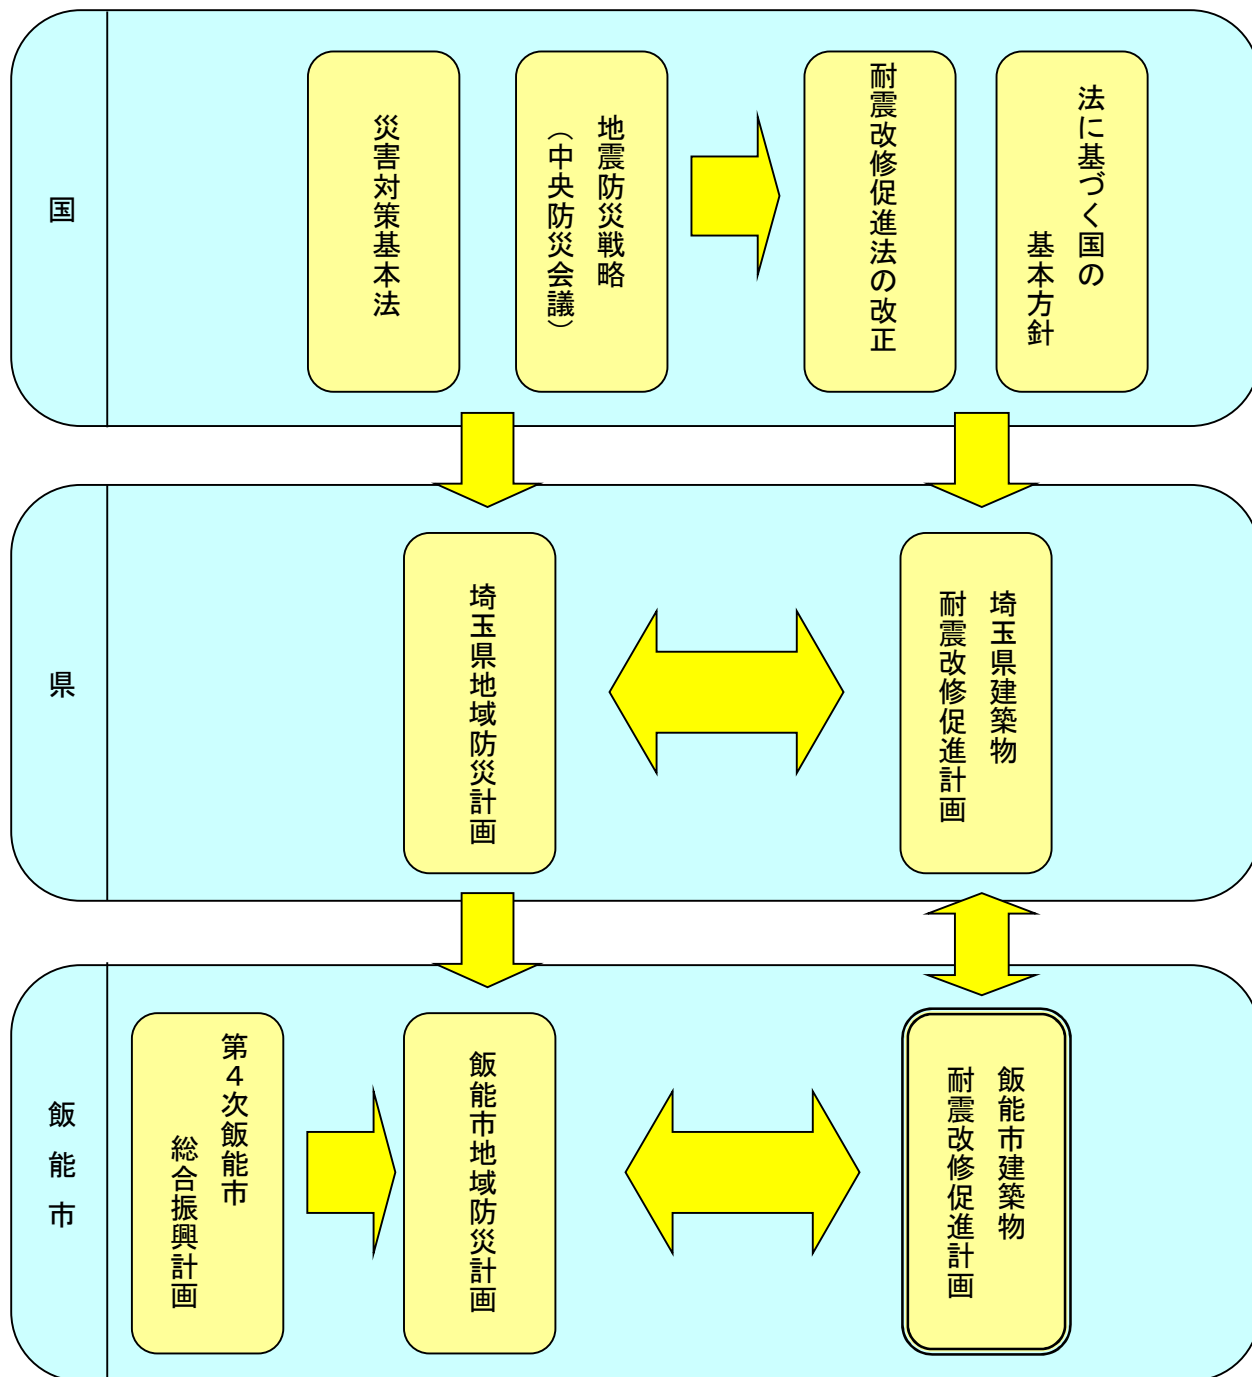 国
災害対策基本法
地震防災戦略
（中央防災会議）
耐震改修促進法の改正
法に基づく国の
基本方針
県
埼玉県地域防災計画
埼玉県建築物
耐震改修促進計画
飯能市
第４次飯能市
総合振興計画
飯能市地域防災計画
飯能市建築物
耐震改修促進計画